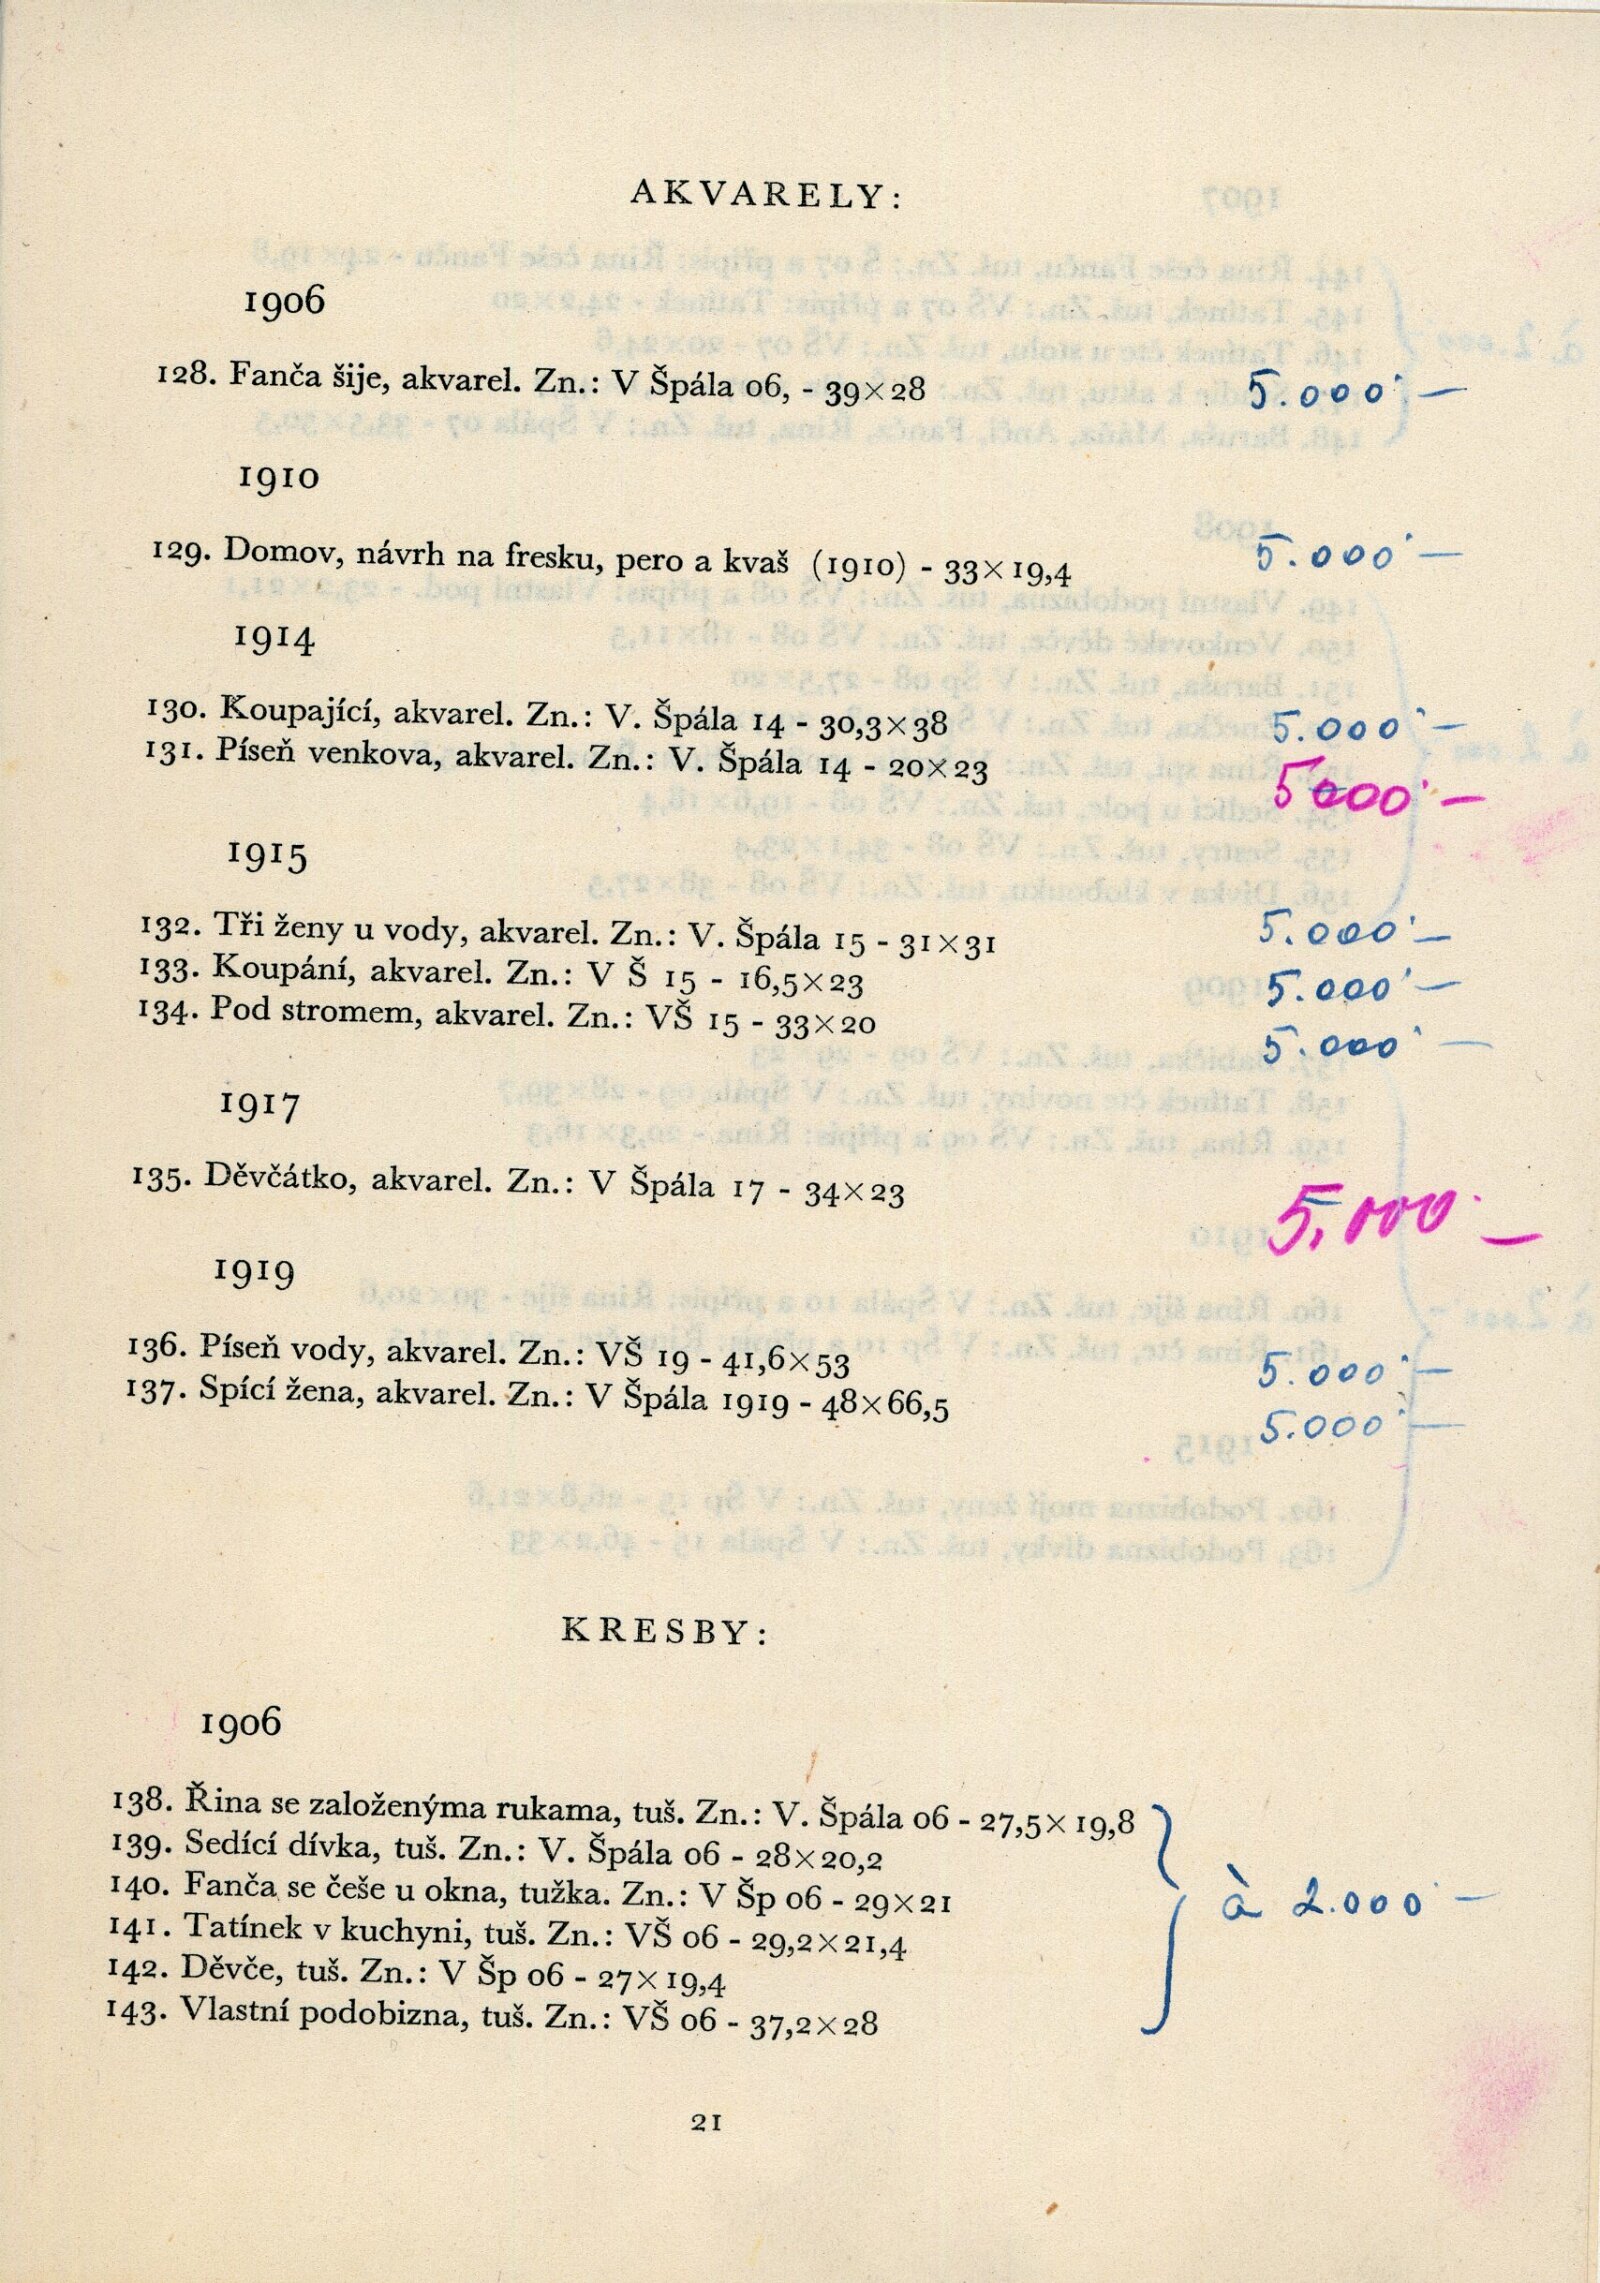 AKVARELY:
1906
128. Fanča šije, akvarel. Zn.: V Špála 06, - 39×28 5.000·—
1910
129. Domov, návrh na fresku, pero a kvaš (1910) - 33×19,4 5.000·—
1914
130. Koupající, akvarel. Zn.: V. Špála 14 - 30,3×38 5.000·—
131. Píseň venkova, akvarel. Zn.: V. Špála 14 - 20×23 5000·—
1915
132. Tři ženy u vody, akvarel. Zn.: V. Špála 15 - 31×31 5.000·—
133. Koupání, akvarel. Zn.: V Š 15 - 16,5×23 5.000·—
134. Pod stromem, akvarel. Zn.: VŠ 15 - 33×20 5.000·—
1917
135. Děvčátko, akvarel. Zn.: V Špála 17 - 34×23 5.000·—
1919
136. Píseň vody, akvarel. Zn.: VŠ 19 - 41,6×53 5.000·—
137. Spící žena, akvarel. Zn.: V Špála 1919 - 48×66,5 5.000·—
KRESBY:
1906
138. Řina se založenýma rukama, tuš. Zn.: V. Špála 06 - 27,5×19,8
139. Sedící dívka, tuš. Zn.: V. Špála 06 - 28×20,2
140. Fanča se češe u okna, tužka. Zn.: V Šp 06 - 29×21 à 2.000·—
141. Tatínek v kuchyni, tuš. Zn.: VŠ 06 - 29,2×21,4
142. Děvče, tuš. Zn.: V Šp 06 - 27×19,4
143. Vlastní podobizna, tuš. Zn.: VŠ 06 - 37,2×28
21